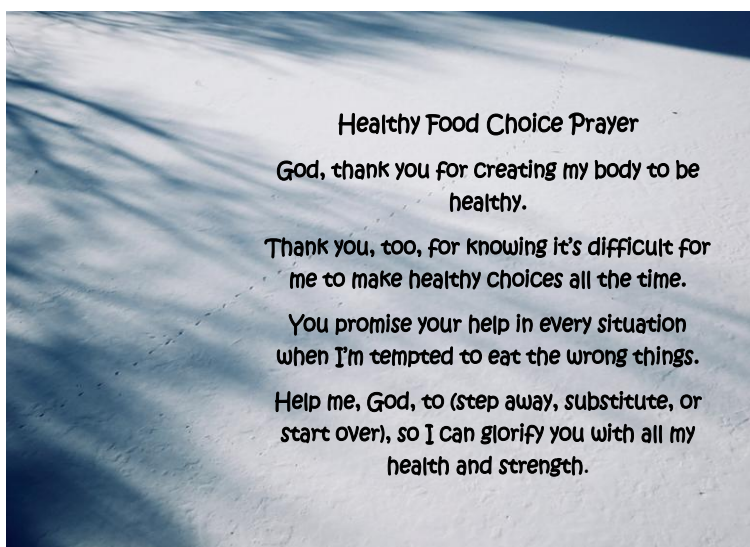 Healthy Food Choice Prayer
God, thank you for creating my body to be
healthy.
Thank you, too, for knowing it's difficult for
me to make healthy choices all the time.
You promise your help in every situation
when I'm tempted to eat the wrong things.
Help me, God, to (step away, substitute, or
start over), so I can glorify you with all my
health and strength.